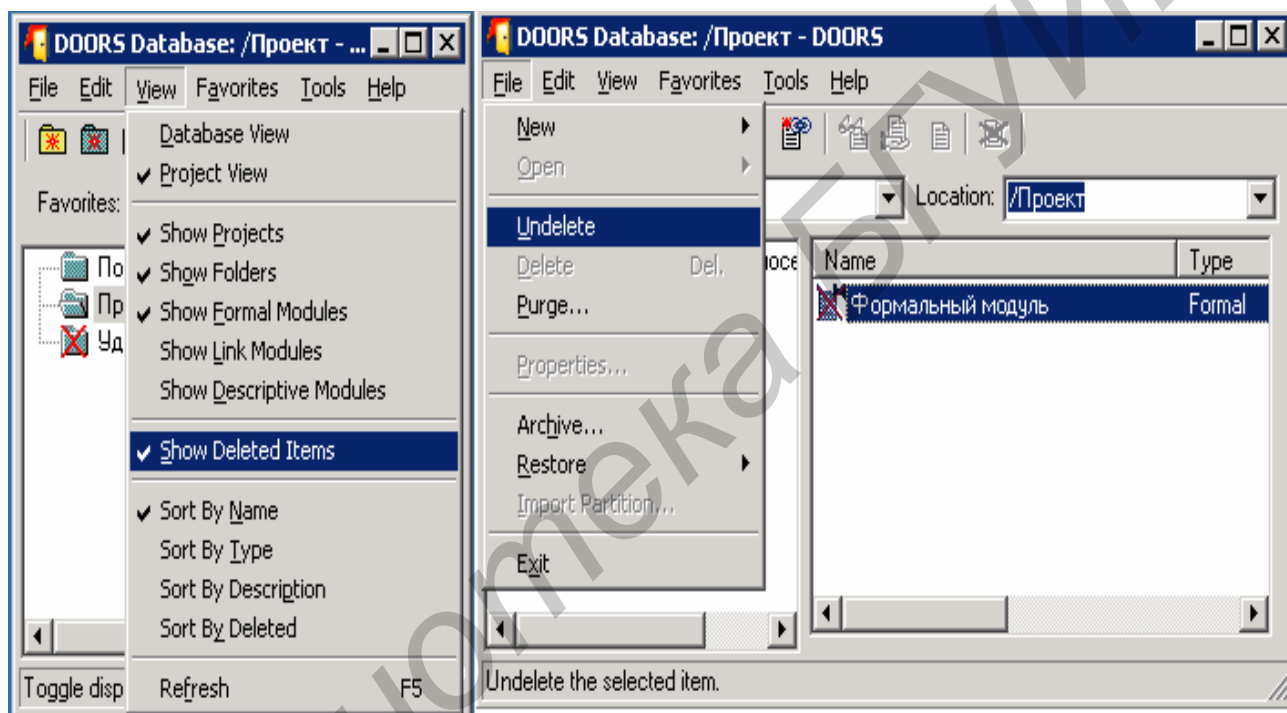 DOORS Database: /Проект - ...
File Edit View Favorites Tools Help
Favorites:
По
Пр
Уд
Database View
Project View
Show Projects
Show Folders
Show Formal Modules
Show Link Modules
Show Descriptive Modules
Show Deleted Items
Sort By Name
Sort By Type
Sort By Description
Sort By Deleted
Refresh F5
Toggle disp
DOORS Database: /Проект - DOORS
File Edit View Favorites Tools Help
New
Open
Undelete
Delete Del.
Purge...
Properties...
Archive...
Restore
Import Partition...
Exit
Location: /Проект
Name Type
Формальный модуль Formal
Undelete the selected item.